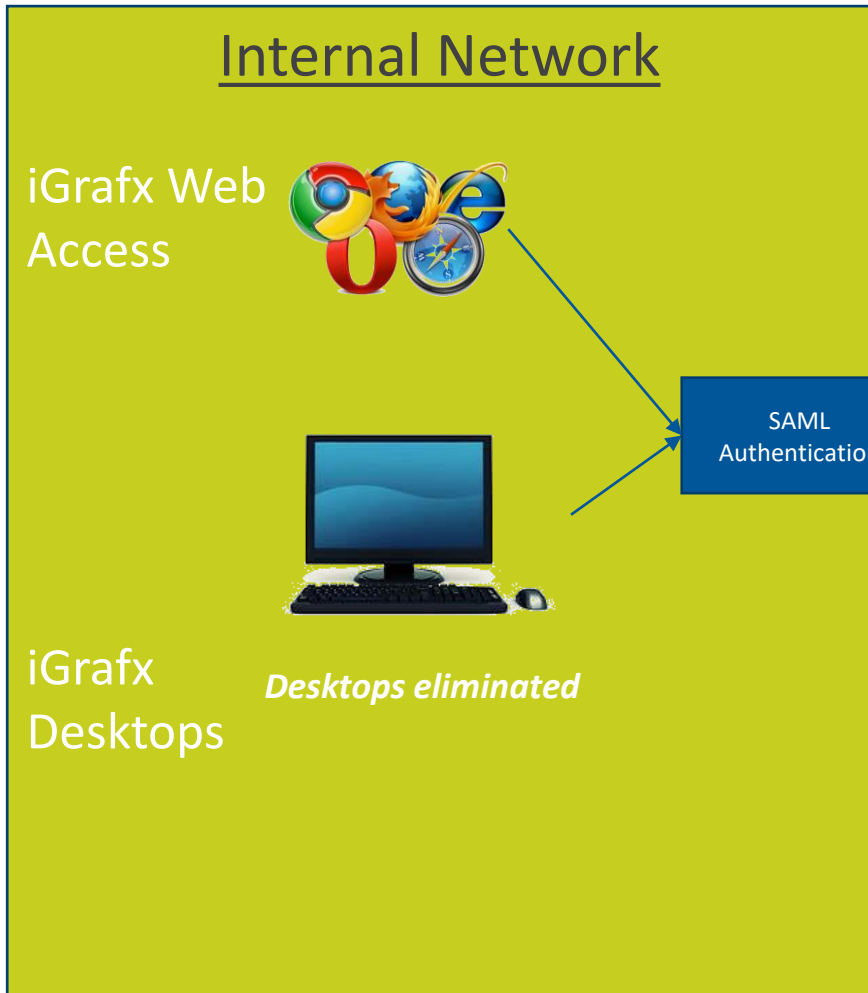 Internal Network
iGrafx Web
Access
SAML
Authenticatio
iGrafx
Desktops
Desktops eliminated